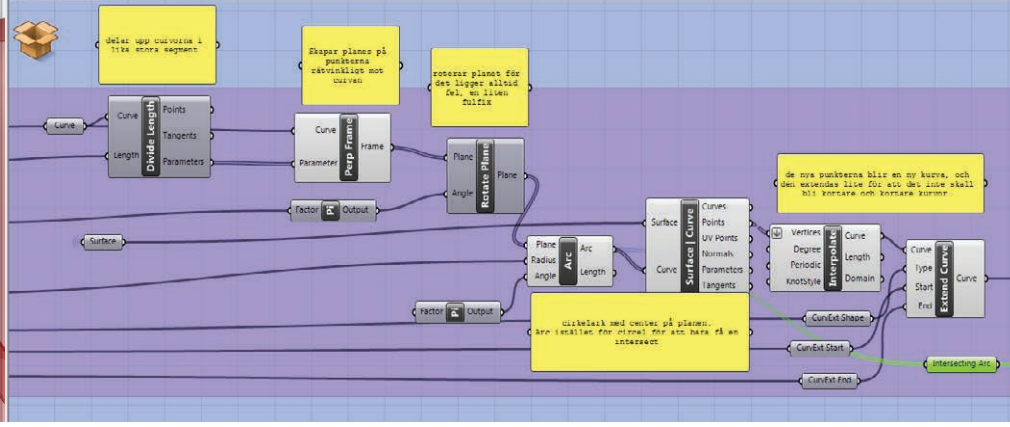 delar upp curvorna i
lika stora segment
Skapar planes på
punkterna
rätvinkligt mot
curvan
roterar planet för
det ligger alltid
fel, en liten
fulfix
Curve
Curve
Length
Divide Length
Points
Tangents
Parameters
Curve
Parameter
Perp Frame
Frame
Plane
Angle
Rotate Plane
Plane
Factor
Pi
Output
Surface
de nya punkterna blir en ny kurva, och
den extendas lite för att det inte skall
bli kortare och kortare kurvor
Plane
Radius
Angle
Arc
Arc
Length
Surface
Curve
Surface | Curve
Curves
Points
UV Points
Normals
Parameters
Tangents
Vertices
Degree
Periodic
KnotStyle
Interpolate
Curve
Length
Domain
Curve
Type
Start
End
Extend Curve
Curve
Factor
Pi
Output
cirkelark med center på planen.
Arc istället för circel för att bara få en
intersect
CurvExt Shape
CurvExt Start
CurvExt End
Intersecting Arc